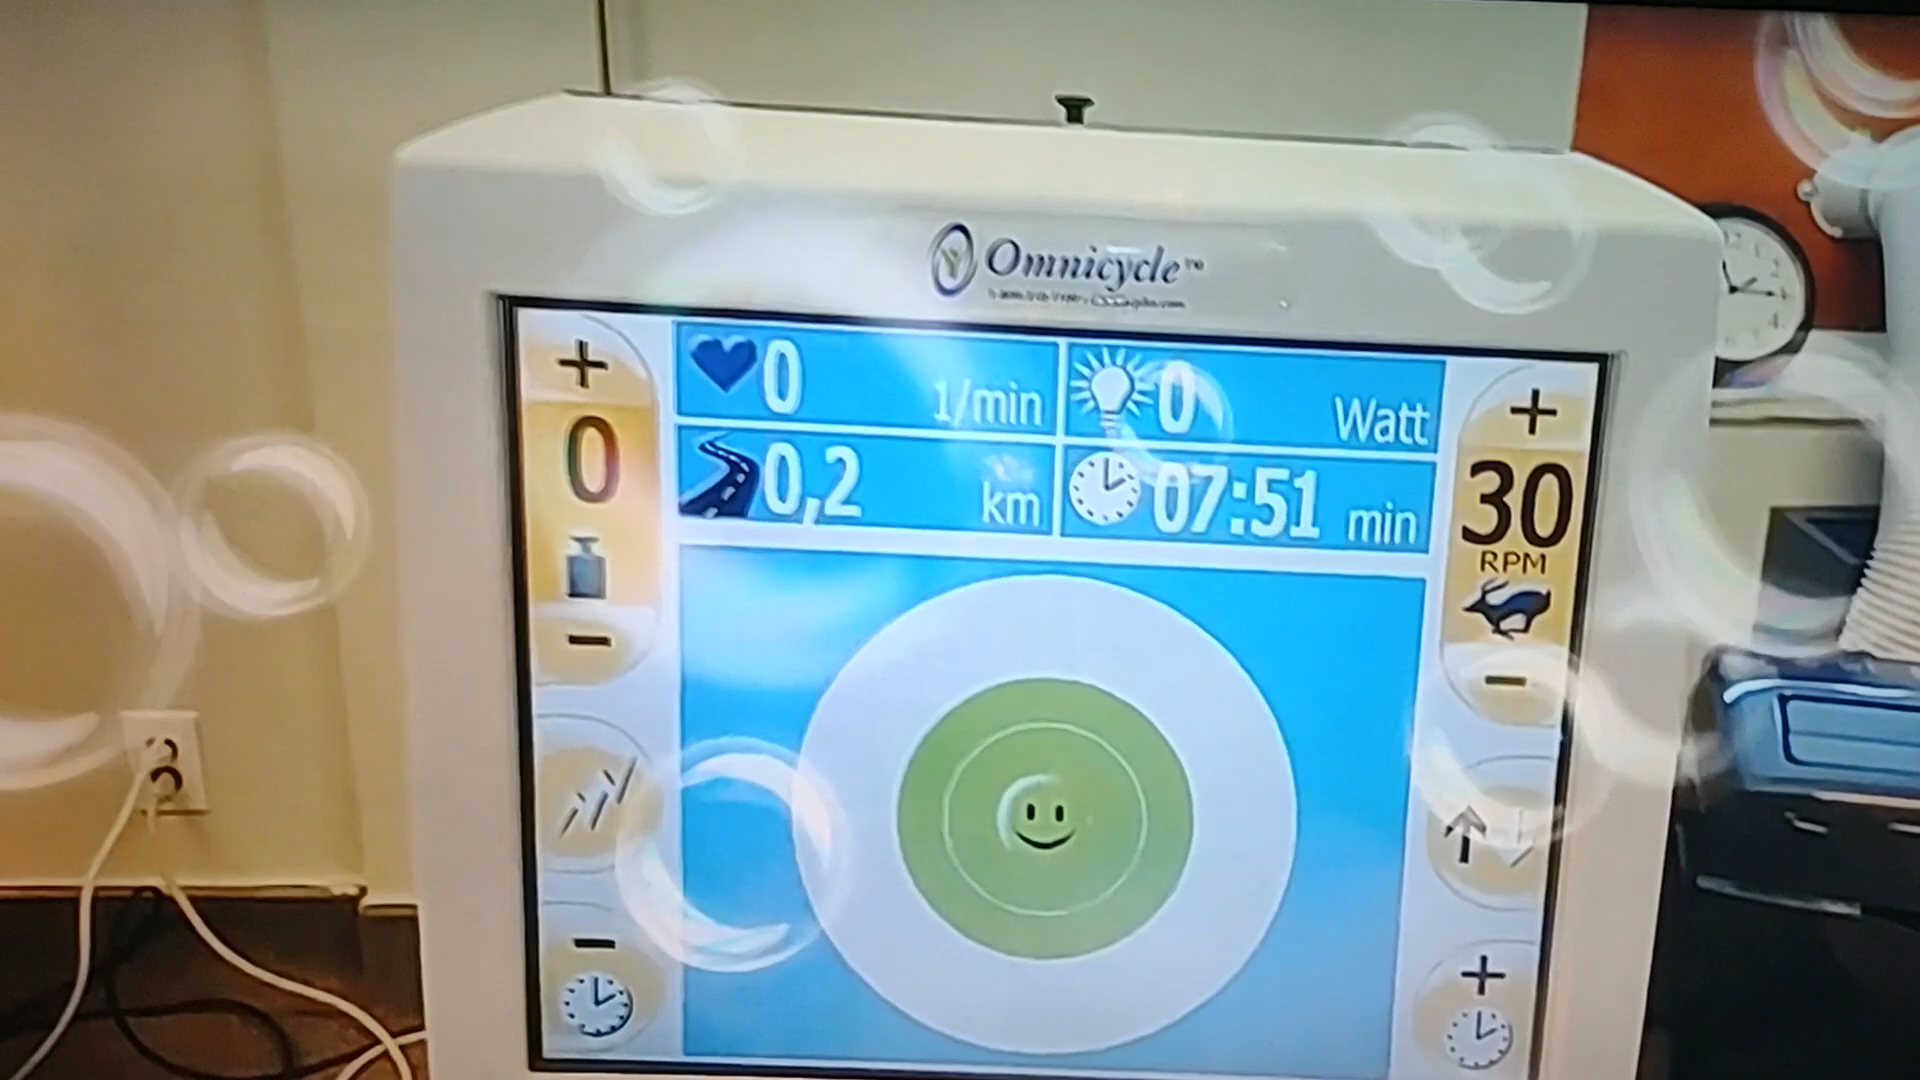 Omnicycle™
+
0
−
0 1/min
0 Watt
0,2 km
07:51 min
+
30
RPM
−
−
+